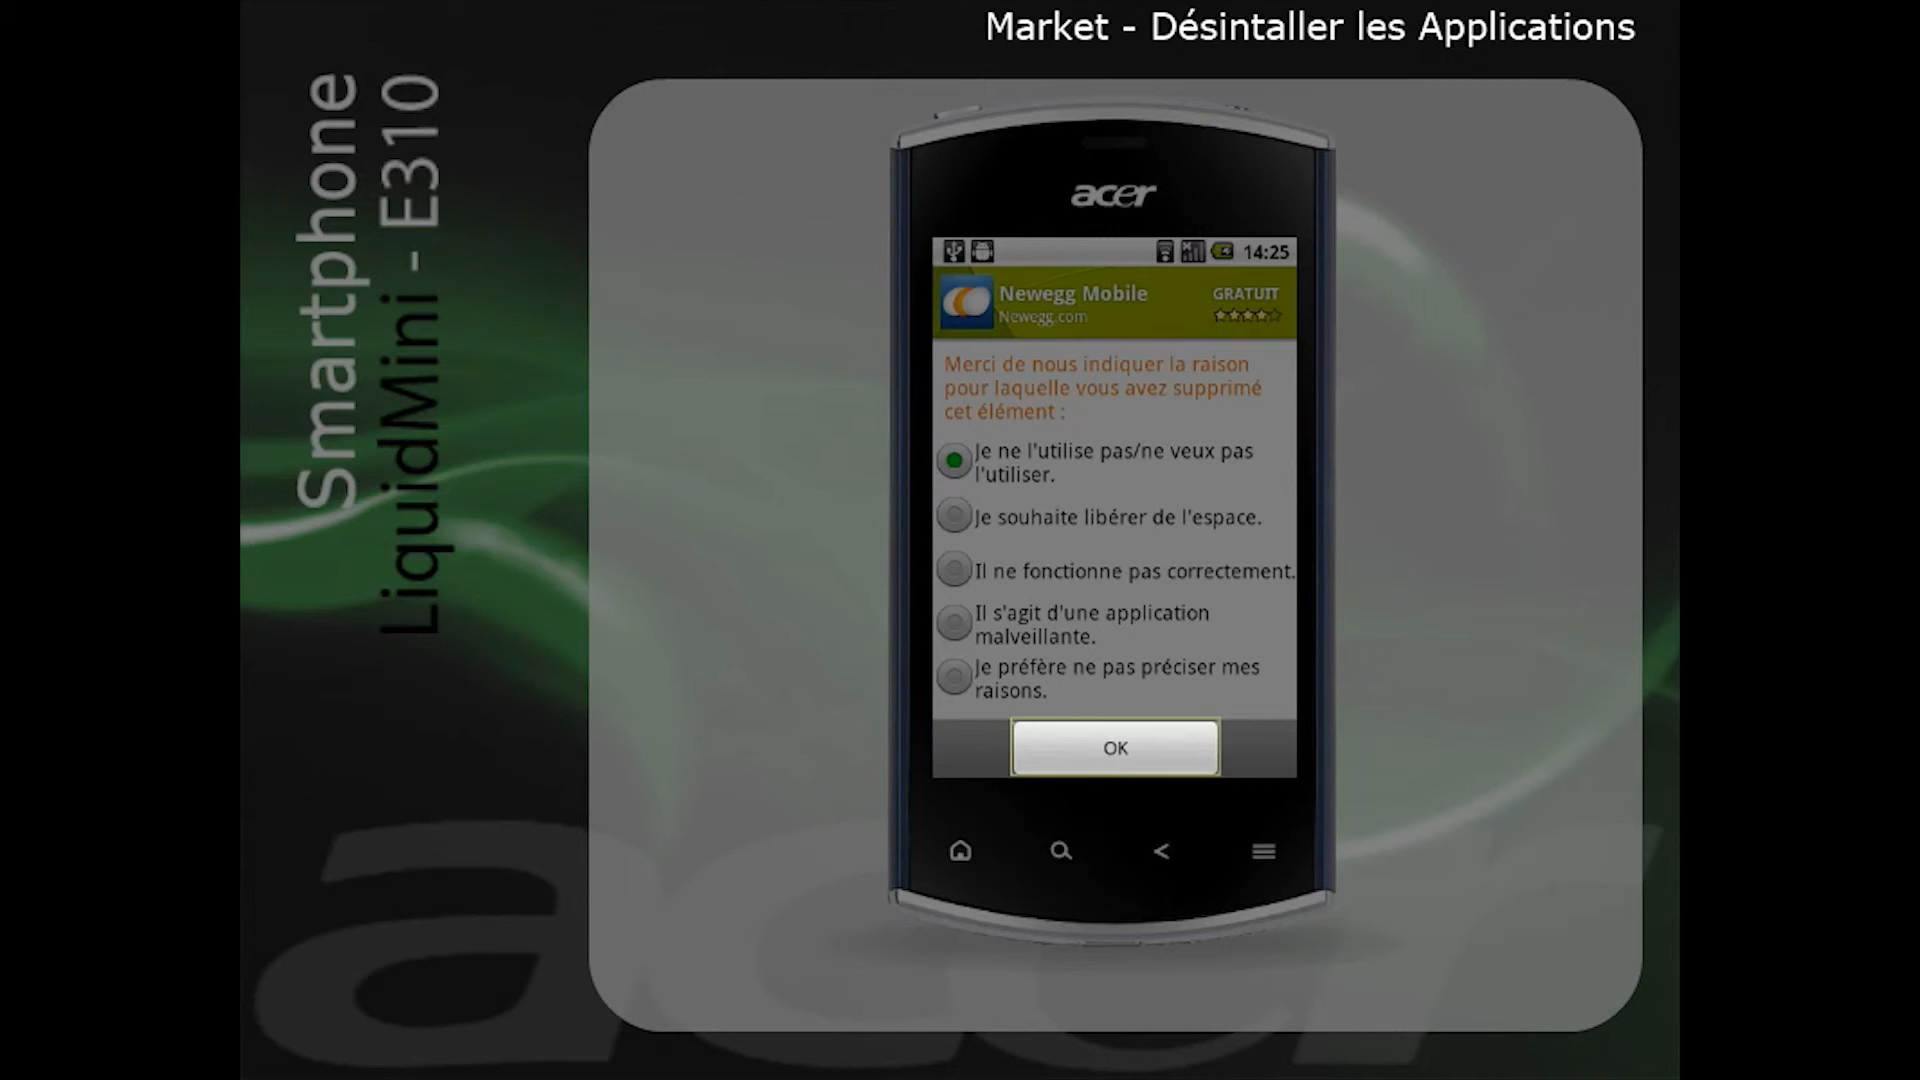 Market - Désintaller les Applications
Smartphone
LiquidMini - E310
acer
14:25
Newegg Mobile
GRATUIT
Newegg.com
Merci de nous indiquer la raison
pour laquelle vous avez supprimé
cet élément :
Je ne l'utilise pas/ne veux pas
l'utiliser.
Je souhaite libérer de l'espace.
Il ne fonctionne pas correctement.
Il s'agit d'une application
malveillante.
Je préfère ne pas préciser mes
raisons.
OK
acer